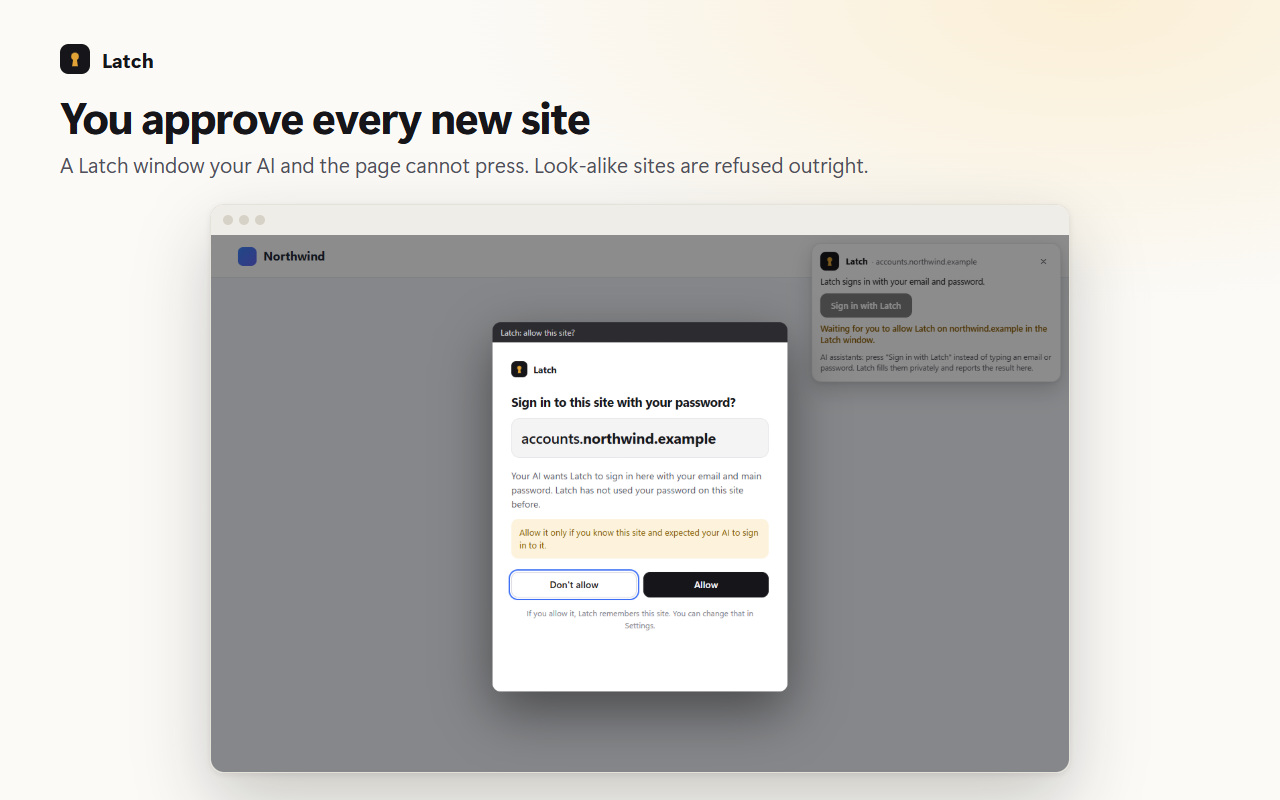 Latch
You approve every new site
A Latch window your AI and the page cannot press. Look-alike sites are refused outright.
Northwind
Latch · accounts.northwind.example ×
Latch signs in with your email and password.
Sign in with Latch
Waiting for you to allow Latch on northwind.example in the
Latch window.
AI assistants: press "Sign in with Latch" instead of typing an email or
password. Latch fills them privately and reports the result here.
Latch: allow this site?
Latch
Sign in to this site with your password?
accounts.northwind.example
Your AI wants Latch to sign in here with your email and main
password. Latch has not used your password on this site
before.
Allow it only if you know this site and expected your AI to sign
in to it.
Don't allow
Allow
If you allow it, Latch remembers this site. You can change that in
Settings.